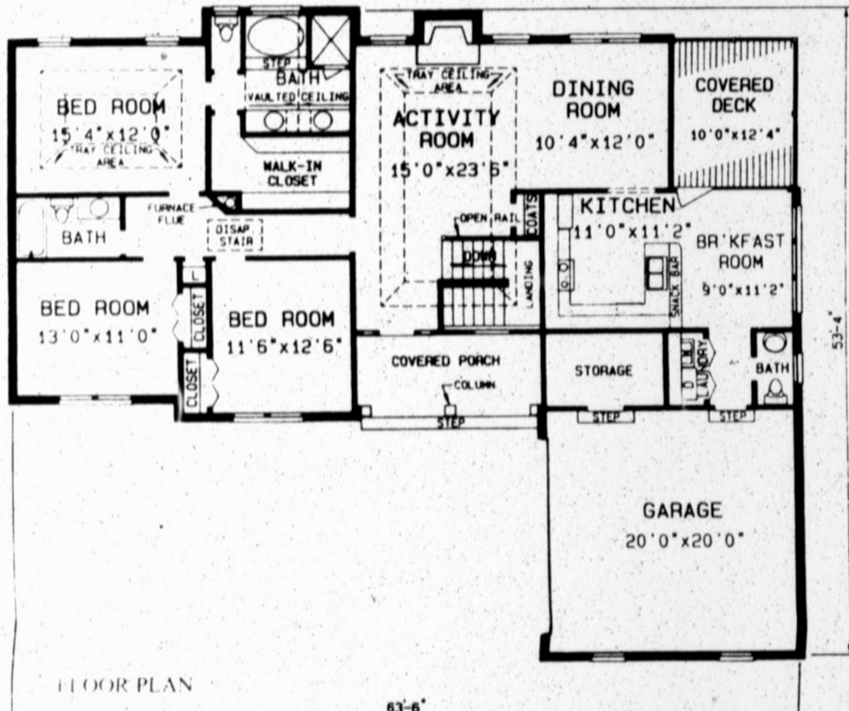 BED ROOM
15'4"x12'0"
TRAY CEILING
AREA
STEP
BATH
VAULTED CEILING
WALK-IN
CLOSET
TRAY CEILING
AREA
ACTIVITY
ROOM
15'0"x23'6"
DINING
ROOM
10'4"x12'0"
COVERED
DECK
10'0"x12'4"
BATH
FURNACE
FLUE
DISAP.
STAIR
OPEN RAIL
COATS
DOWN
LANDING
KITCHEN
11'0"x11'2"
BR'KFAST
ROOM
9'0"x11'2"
SNACK BAR
BED ROOM
13'0"x11'0"
L
CLOSET
CLOSET
BED ROOM
11'6"x12'6"
COVERED PORCH
COLUMN
STEP
STORAGE
LAUNDRY
BATH
STEP
STEP
GARAGE
20'0"x20'0"
53'-4"
FLOOR PLAN
63'-6"